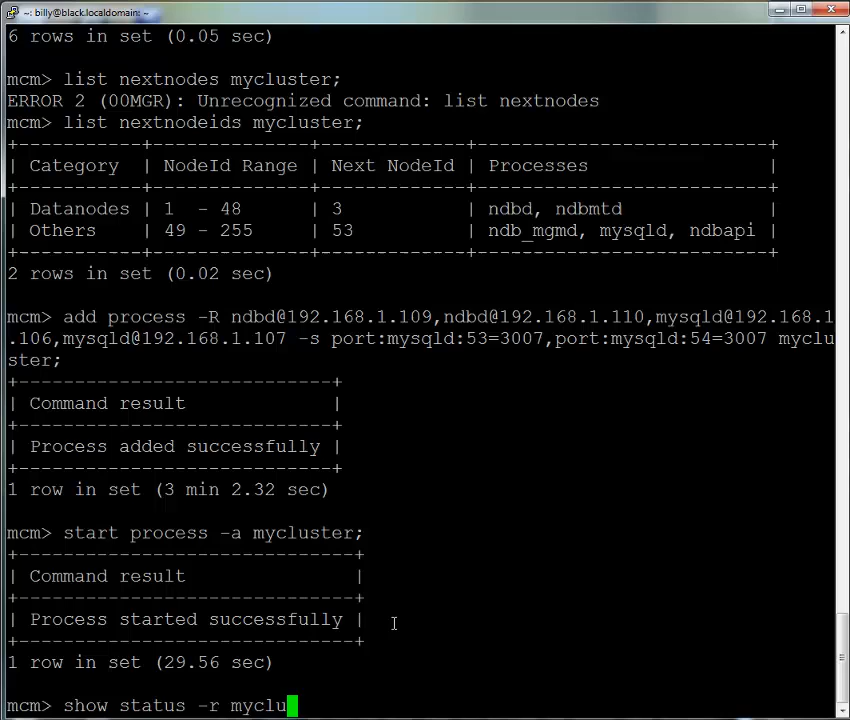 ~: billy@black.localdomain: ~
6 rows in set (0.05 sec)
mcm> list nextnodes mycluster;
ERROR 2 (00MGR): Unrecognized command: list nextnodes
mcm> list nextnodeids mycluster;
+-----------+--------------+-------------+-------------------------+
| Category  | NodeId Range | Next NodeId | Processes               |
+-----------+--------------+-------------+-------------------------+
| Datanodes | 1  - 48      | 3           | ndbd, ndbmtd            |
| Others    | 49 - 255     | 53          | ndb_mgmd, mysqld, ndbapi |
+-----------+--------------+-------------+-------------------------+
2 rows in set (0.02 sec)
mcm> add process -R ndbd@192.168.1.109,ndbd@192.168.1.110,mysqld@192.168.1
.106,mysqld@192.168.1.107 -s port:mysqld:53=3007,port:mysqld:54=3007 myclu
ster;
+----------------------------+
| Command result             |
+----------------------------+
| Process added successfully |
+----------------------------+
1 row in set (3 min 2.32 sec)
mcm> start process -a mycluster;
+------------------------------+
| Command result               |
+------------------------------+
| Process started successfully |
+------------------------------+
1 row in set (29.56 sec)
mcm> show status -r myclu